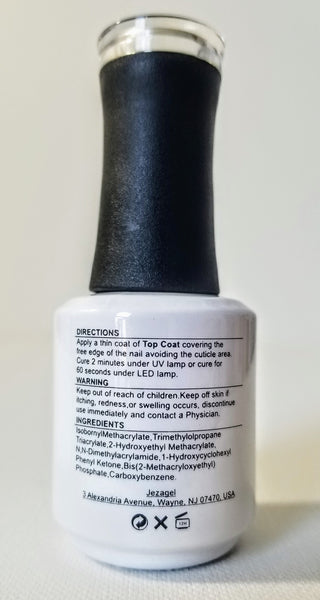 DIRECTIONS
Apply a thin coat of Top Coat covering the
free edge of the nail avoiding the cuticle area.
Cure 2 minutes under UV lamp or cure for
60 seconds under LED lamp.
WARNING
Keep out of reach of children.Keep off skin if
itching, redness,or swelling occurs, discontinue
use immediately and contact a Physician.
INGREDIENTS
IsobornylMethacrylate,Trimethylolpropane
Triacrylate,2-Hydroxyethyl Methacrylate,
N,N-Dimethylacrylamide,1-Hydroxycyclohexyl
Phenyl Ketone,Bis(2-Methacryloxyethyl)
Phosphate,Carboxybenzene.
Jezagel
3 Alexandria Avenue, Wayne, NJ 07470, USA